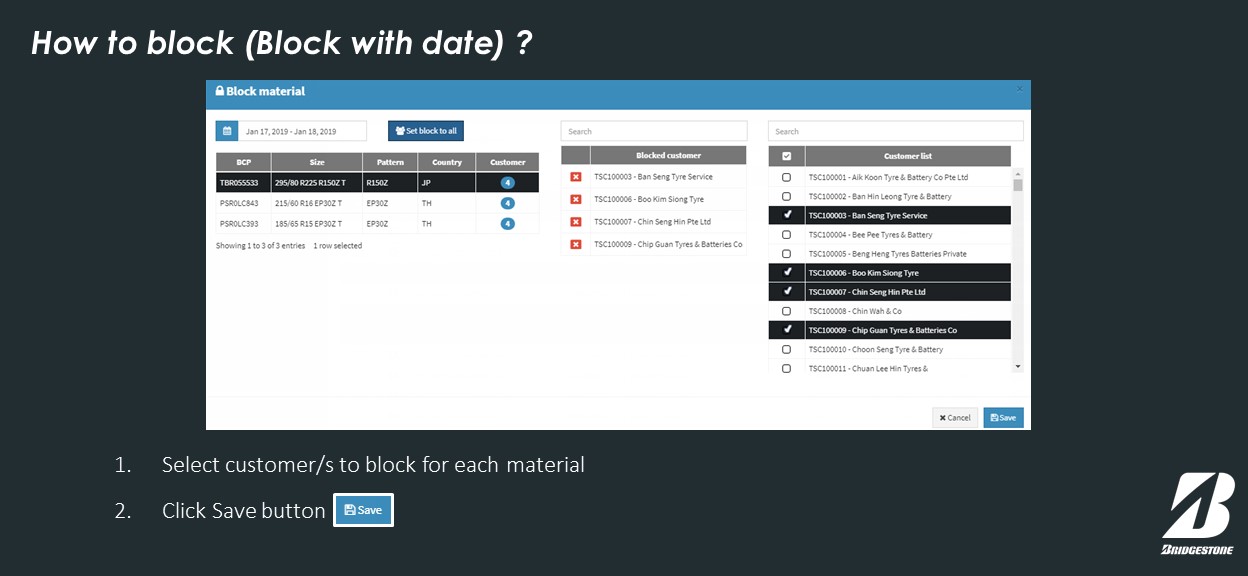 How to block (Block with date) ?
Block material
×
Jan 17, 2019 - Jan 18, 2019
Set block to all
BCP Size Pattern Country Customer
TBR055533 295/80 R225 R150Z T R150Z JP 4
PSR0LC843 215/60 R16 EP30Z T EP30Z TH 4
PSR0LC393 185/65 R15 EP30Z T EP30Z TH 4
Showing 1 to 3 of 3 entries 1 row selected
Search
Blocked customer
TSC100003 - Ban Seng Tyre Service
TSC100006 - Boo Kim Siong Tyre
TSC100007 - Chin Seng Hin Pte Ltd
TSC100009 - Chip Guan Tyres & Batteries Co
Search
Customer list
TSC100001 - Aik Koon Tyre & Battery Co Pte Ltd
TSC100002 - Ban Hin Leong Tyre & Battery
TSC100003 - Ban Seng Tyre Service
TSC100004 - Bee Pee Tyres & Battery
TSC100005 - Beng Heng Tyres Batteries Private
TSC100006 - Boo Kim Siong Tyre
TSC100007 - Chin Seng Hin Pte Ltd
TSC100008 - Chin Wah & Co
TSC100009 - Chip Guan Tyres & Batteries Co
TSC100010 - Choon Seng Tyre & Battery
TSC100011 - Chuan Lee Hin Tyres &
Cancel Save
1. Select customer/s to block for each material
2. Click Save button Save
B
BRIDGESTONE